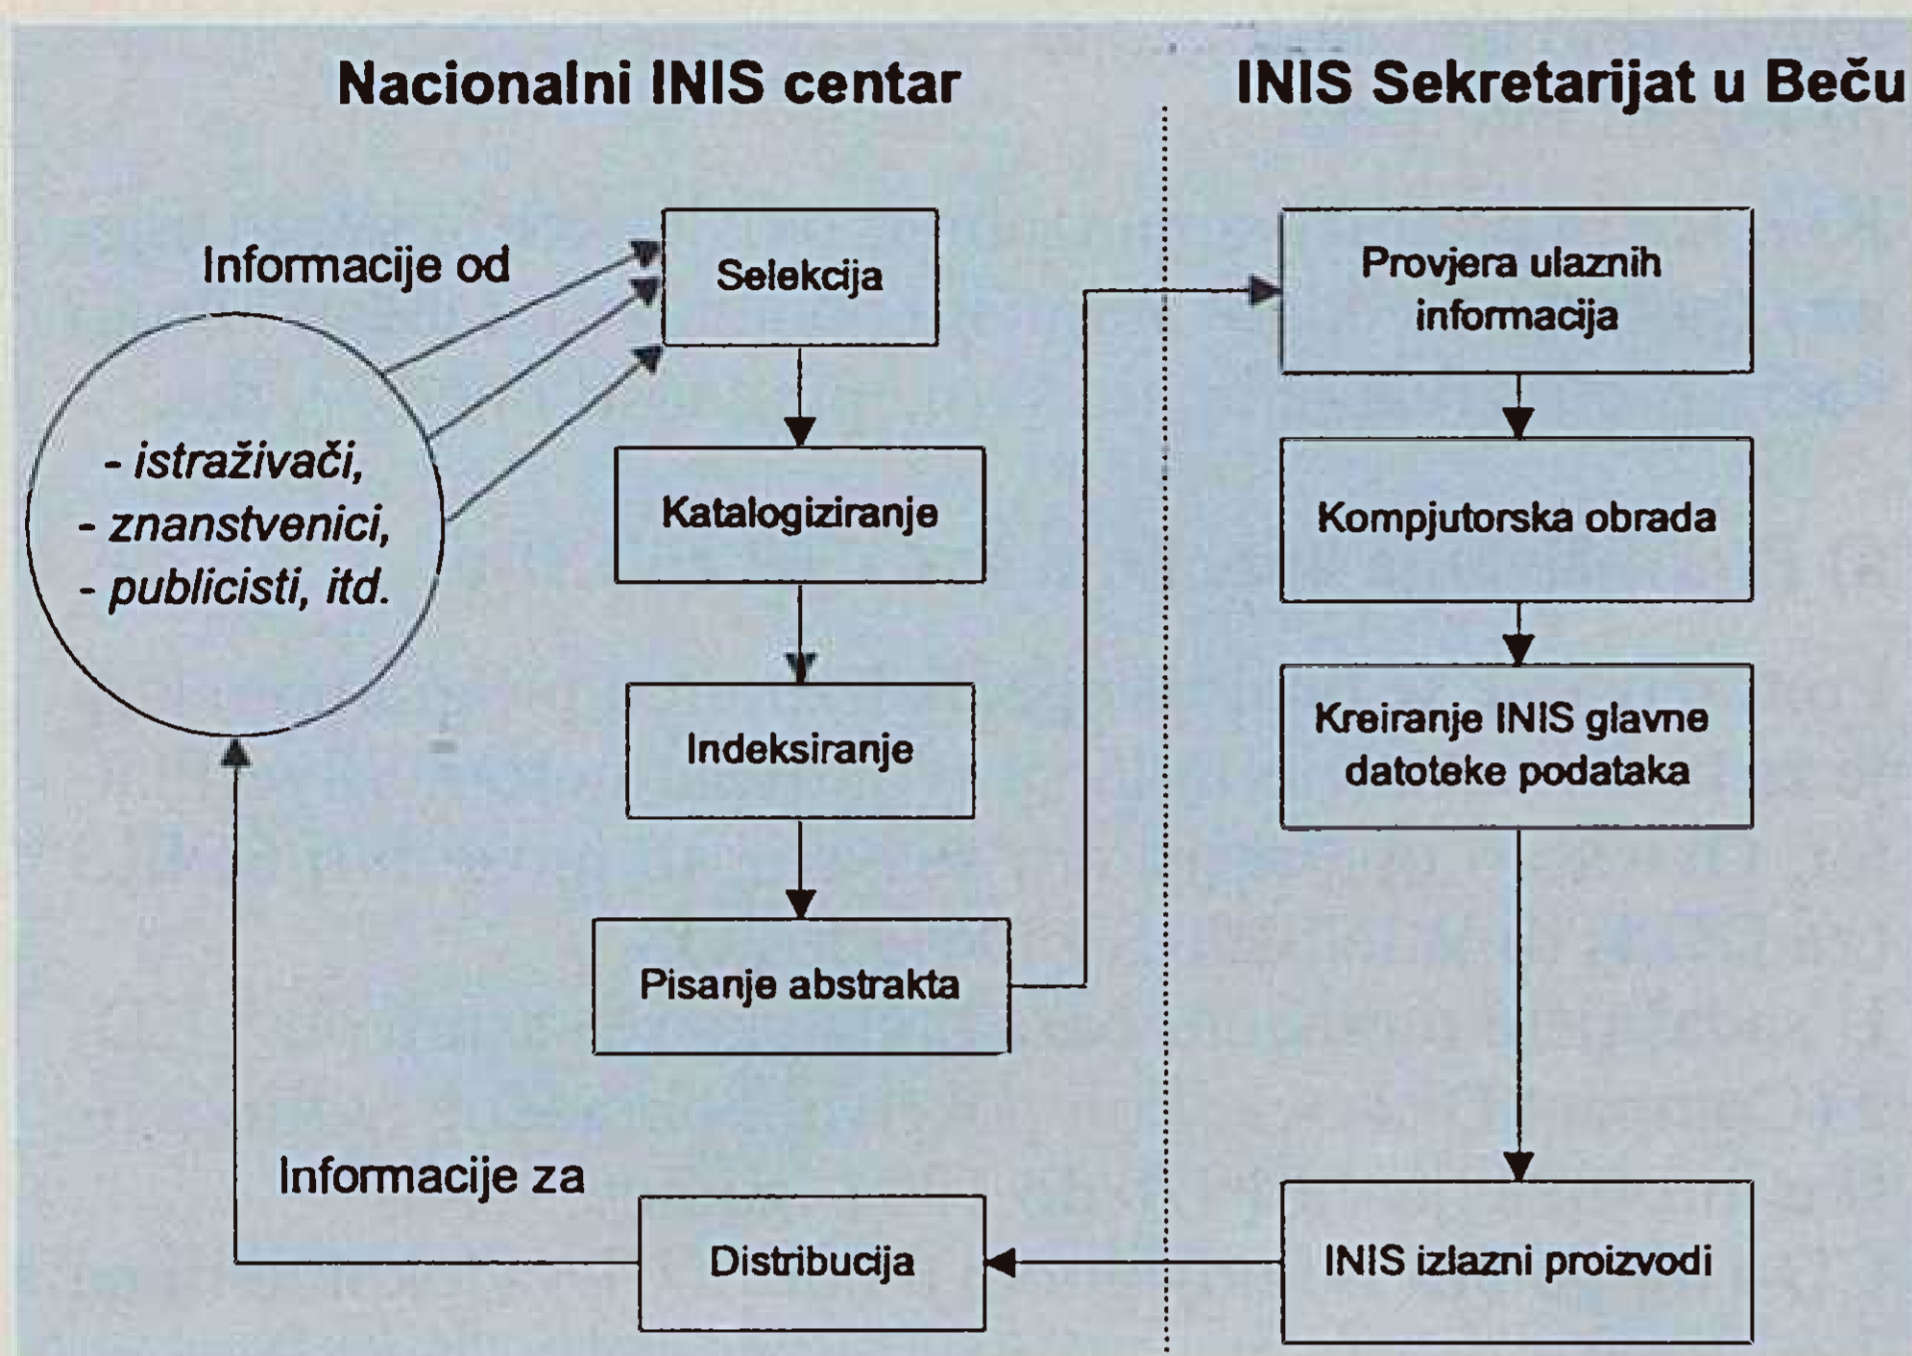 Nacionalni INIS centar
INIS Sekretarijat u Beču
Informacije od
- istraživači,
- znanstvenici,
- publicisti, itd.
Selekcija
Katalogiziranje
Indeksiranje
Pisanje abstrakta
Provjera ulaznih
informacija
Kompjutorska obrada
Kreiranje INIS glavne
datoteke podataka
INIS izlazni proizvodi
Distribucija
Informacije za